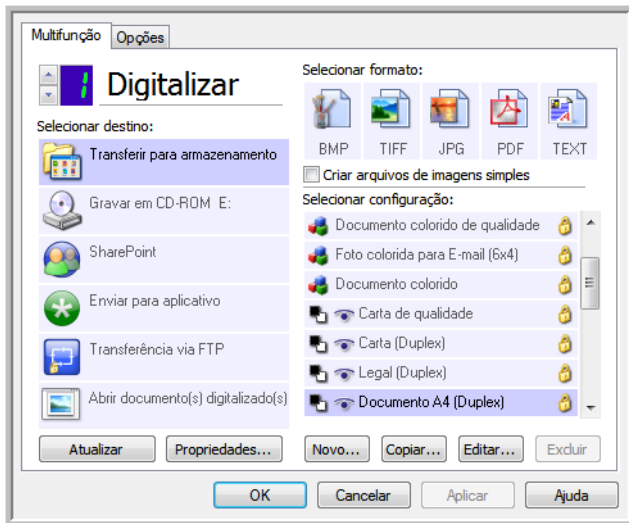 Multifunção
Opções
1
Digitalizar
Selecionar destino:
Transferir para armazenamento
Gravar em CD-ROM E:
SharePoint
Enviar para aplicativo
Transferência via FTP
Abrir documento(s) digitalizado(s)
Atualizar
Propriedades...
Selecionar formato:
BMP
TIFF
JPG
PDF
TEXT
Criar arquivos de imagens simples
Selecionar configuração:
Documento colorido de qualidade
Foto colorida para E-mail (6x4)
Documento colorido
Carta de qualidade
Carta (Duplex)
Legal (Duplex)
Documento A4 (Duplex)
Novo...
Copiar...
Editar...
Excluir
OK
Cancelar
Aplicar
Ajuda